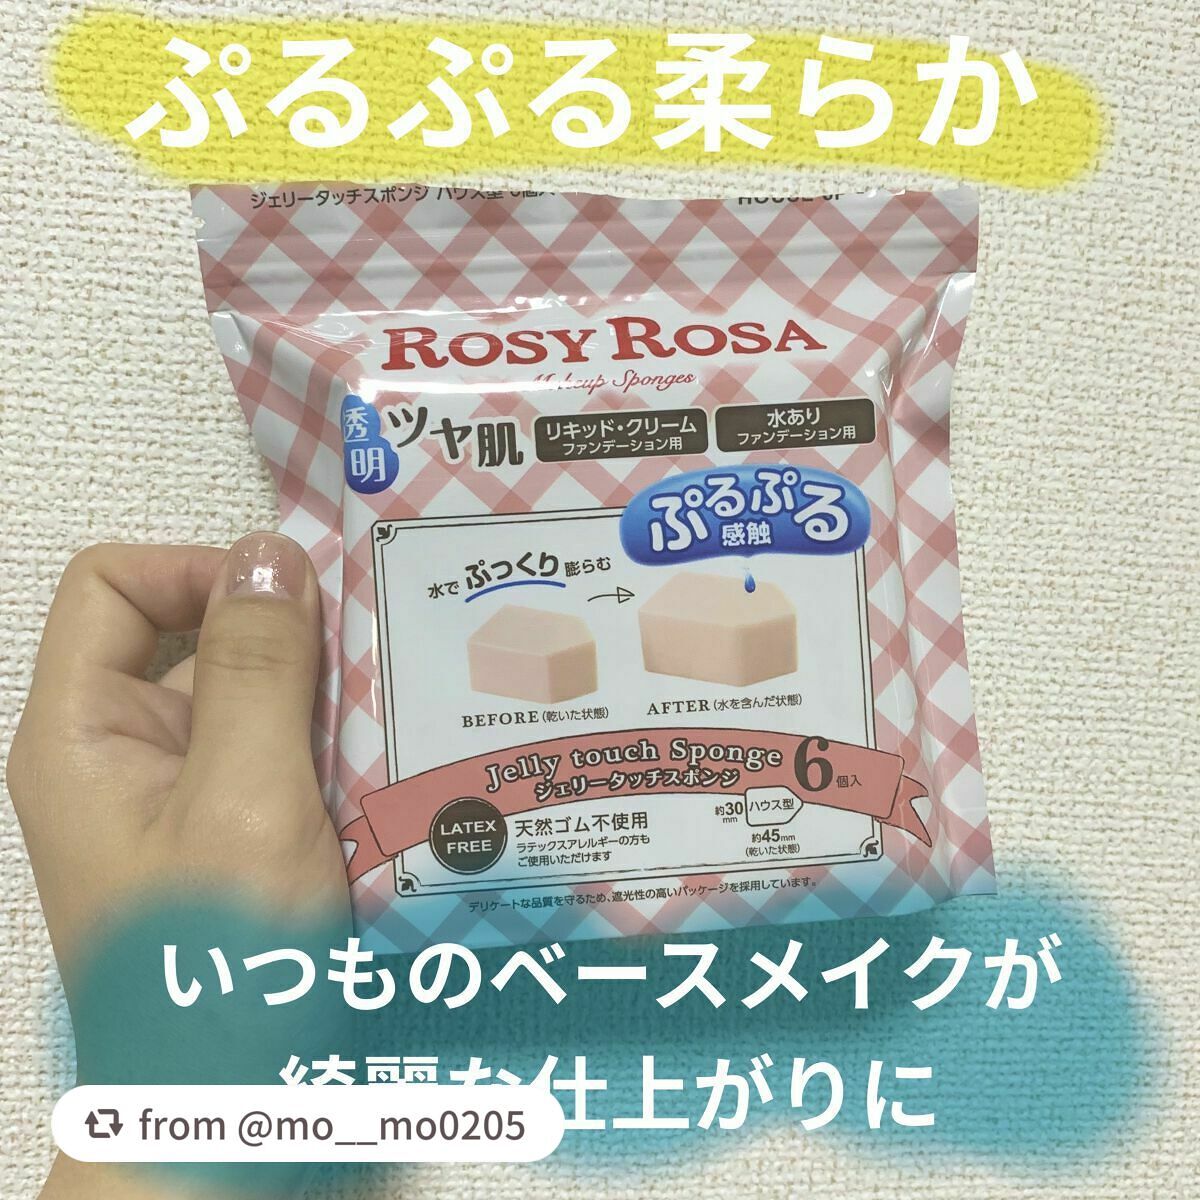 ぷるぷる柔らか
ジェリータッチスポンジ ハウス型 6個入
ROSY ROSA
Makeup Sponges
透明
ツヤ肌
リキッド・クリーム
ファンデーション用
水あり
ファンデーション用
ぷるぷる
感触
水でぷっくり膨らむ
BEFORE(乾いた状態)
AFTER(水を含んだ状態)
Jelly touch Sponge
ジェリータッチスポンジ
6個入
LATEX
FREE
天然ゴム不使用
ラテックスアレルギーの方も
ご使用いただけます
約30
mm
ハウス型
約45mm
(乾いた状態)
デリケートな品質を守るため、遮光性の高いパッケージを採用しています。
いつものベースメイクが
綺麗な仕上がりに
from @mo__mo0205